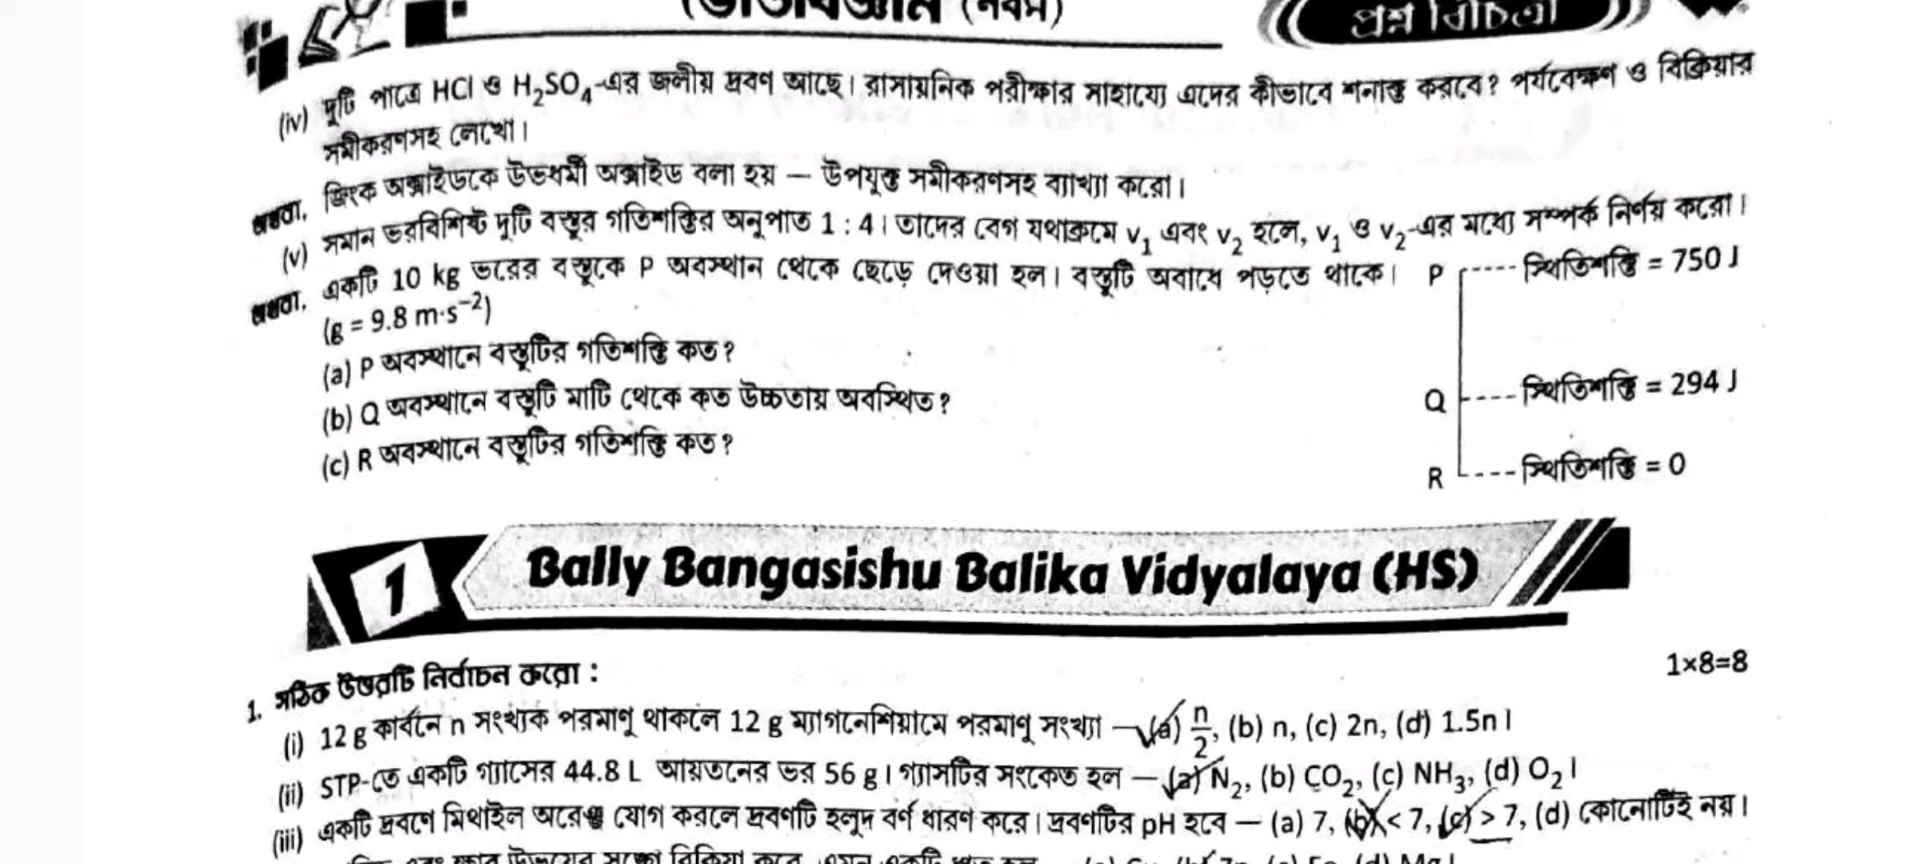 ভৌতবিজ্ঞান (নবম)
প্রশ্ন বিচিত্রা
(iv) দুটি পাত্রে HCl ও H₂SO₄-এর জলীয় দ্রবণ আছে। রাসায়নিক পরীক্ষার সাহায্যে এদের কীভাবে শনাক্ত করবে? পর্যবেক্ষণ ও বিক্রিয়ার
সমীকরণসহ লেখো।
অথবা, জিংক অক্সাইডকে উভধর্মী অক্সাইড বলা হয় — উপযুক্ত সমীকরণসহ ব্যাখ্যা করো।
(v) সমান ভরবিশিষ্ট দুটি বস্তুর গতিশক্তির অনুপাত 1 : 4। তাদের বেগ যথাক্রমে v₁ এবং v₂ হলে, v₁ ও v₂-এর মধ্যে সম্পর্ক নির্ণয় করো।
অথবা, একটি 10 kg ভরের বস্তুকে P অবস্থান থেকে ছেড়ে দেওয়া হল। বস্তুটি অবাধে পড়তে থাকে।
(g = 9.8 m·s⁻²)
(a) P অবস্থানে বস্তুটির গতিশক্তি কত?
(b) Q অবস্থানে বস্তুটি মাটি থেকে কত উচ্চতায় অবস্থিত?
(c) R অবস্থানে বস্তুটির গতিশক্তি কত?
P ---- স্থিতিশক্তি = 750 J
Q ---- স্থিতিশক্তি = 294 J
R ---- স্থিতিশক্তি = 0
1 Bally Bangasishu Balika Vidyalaya (HS)
1. সঠিক উত্তরটি নির্বাচন করো : 1×8=8
(i) 12 g কার্বনে n সংখ্যক পরমাণু থাকলে 12 g ম্যাগনেশিয়ামে পরমাণু সংখ্যা — (a) n/2, (b) n, (c) 2n, (d) 1.5n।
(ii) STP-তে একটি গ্যাসের 44.8 L আয়তনের ভর 56 g। গ্যাসটির সংকেত হল — (a) N₂, (b) CO₂, (c) NH₃, (d) O₂।
(iii) একটি দ্রবণে মিথাইল অরেঞ্জ যোগ করলে দ্রবণটি হলুদ বর্ণ ধারণ করে। দ্রবণটির pH হবে — (a) 7, (b) < 7, (c) > 7, (d) কোনোটিই নয়।